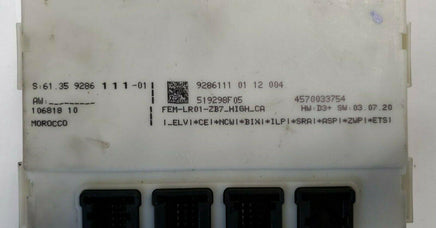 S:61.35 9286 111-01
9286111 01 12 004
AW:_________
519298F05
4570033754
106818 10
FEM-LR01-ZB7_HIGH_CA
HW:D3+ SW:03.07.20
MOROCCO
|_ELV|*CE|*NCW|*BIX|*ILP|*SRA|*ASP|*ZWP|*ETS|